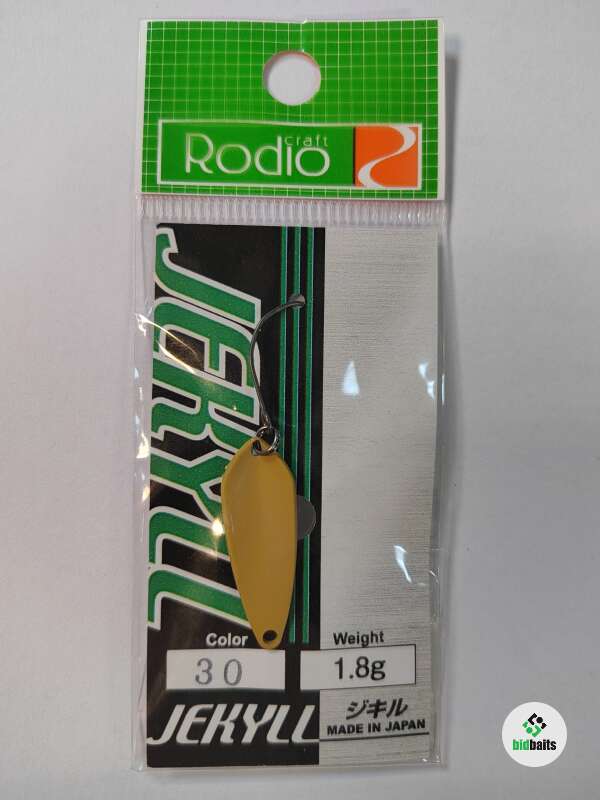 craft
Rodio
JEKYLL
Color
Weight
30
1.8g
JEKYLL
ジキル
MADE IN JAPAN
bidbaits